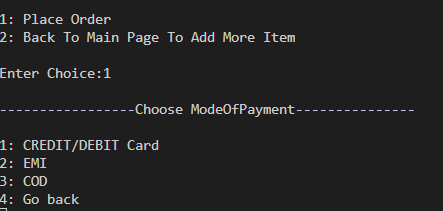 1: Place Order
2: Back To Main Page To Add More Item
Enter Choice:1
-----------------Choose ModeOfPayment---------------
1: CREDIT/DEBIT Card
2: EMI
3: COD
4: Go back